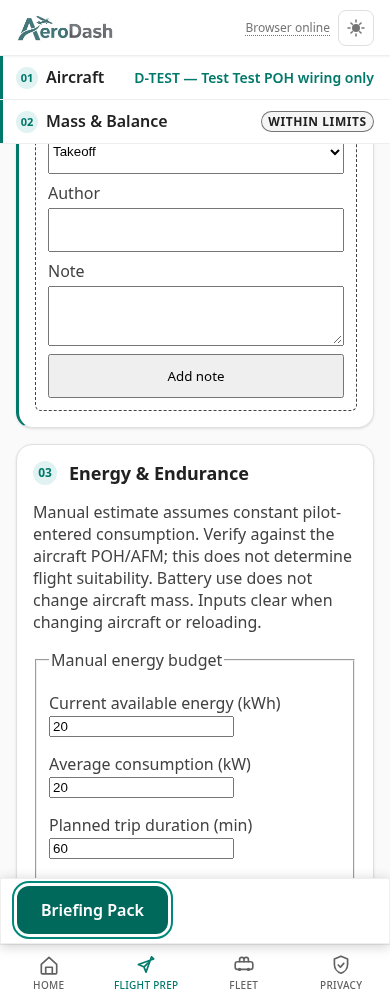 AeroDash
Browser online
01 Aircraft D-TEST — Test Test POH wiring only
02 Mass & Balance WITHIN LIMITS
Takeoff
Author
Note
Add note
03 Energy & Endurance
Manual estimate assumes constant pilot-
entered consumption. Verify against the
aircraft POH/AFM; this does not determine
flight suitability. Battery use does not
change aircraft mass. Inputs clear when
changing aircraft or reloading.
Manual energy budget
Current available energy (kWh)
20
Average consumption (kW)
20
Planned trip duration (min)
60
Briefing Pack
HOME FLIGHT PREP FLEET PRIVACY